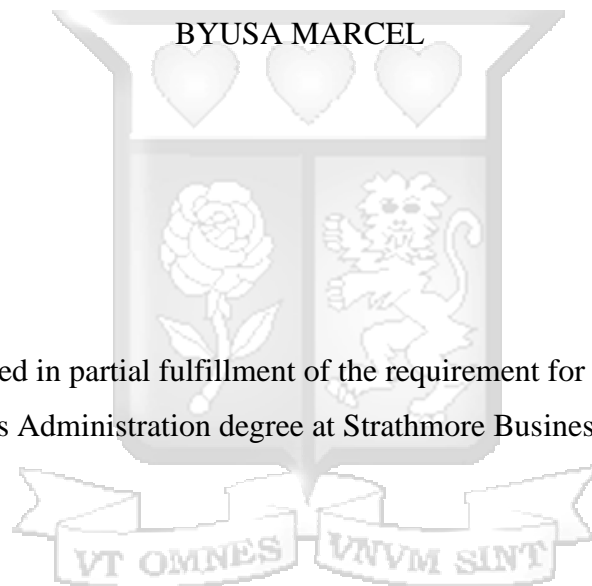 BYUSA MARCEL
ed in partial fulfillment of the requirement for
s Administration degree at Strathmore Busines
VT OMNES VNVM SINT